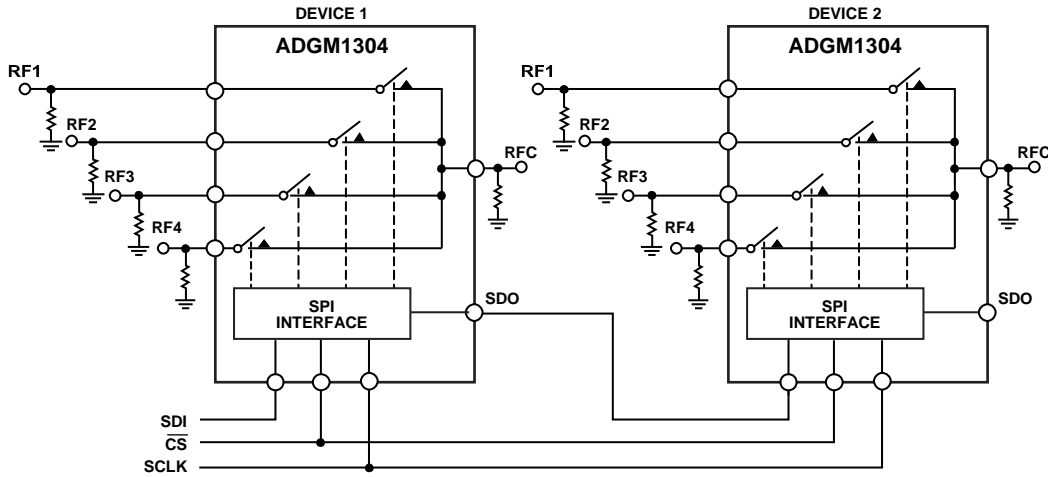 DEVICE 1
ADGM1304
RF1
RF2
RF3
RF4
RFC
SPI
INTERFACE
SDO
DEVICE 2
ADGM1304
RF1
RF2
RF3
RF4
RFC
SPI
INTERFACE
SDO
SDI
CS
SCLK